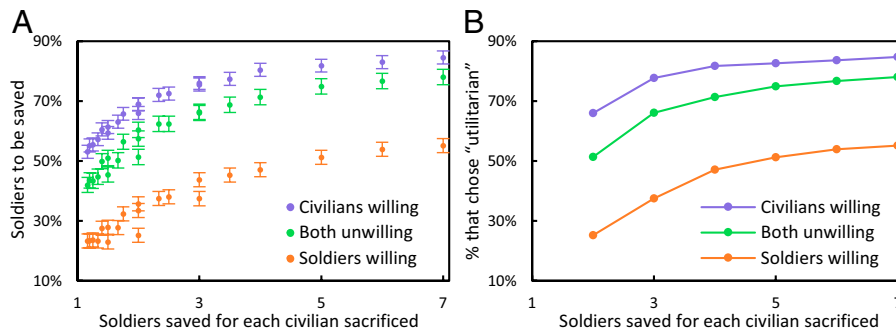 A
90%
70%
50%
30%
10%
Soldiers to be saved
Civilians willing
Both unwilling
Soldiers willing
1 3 5 7
Soldiers saved for each civilian sacrificed
B
90%
70%
50%
30%
10%
% that chose “utilitarian”
Civilians willing
Both unwilling
Soldiers willing
1 3 5 7
Soldiers saved for each civilian sacrificed